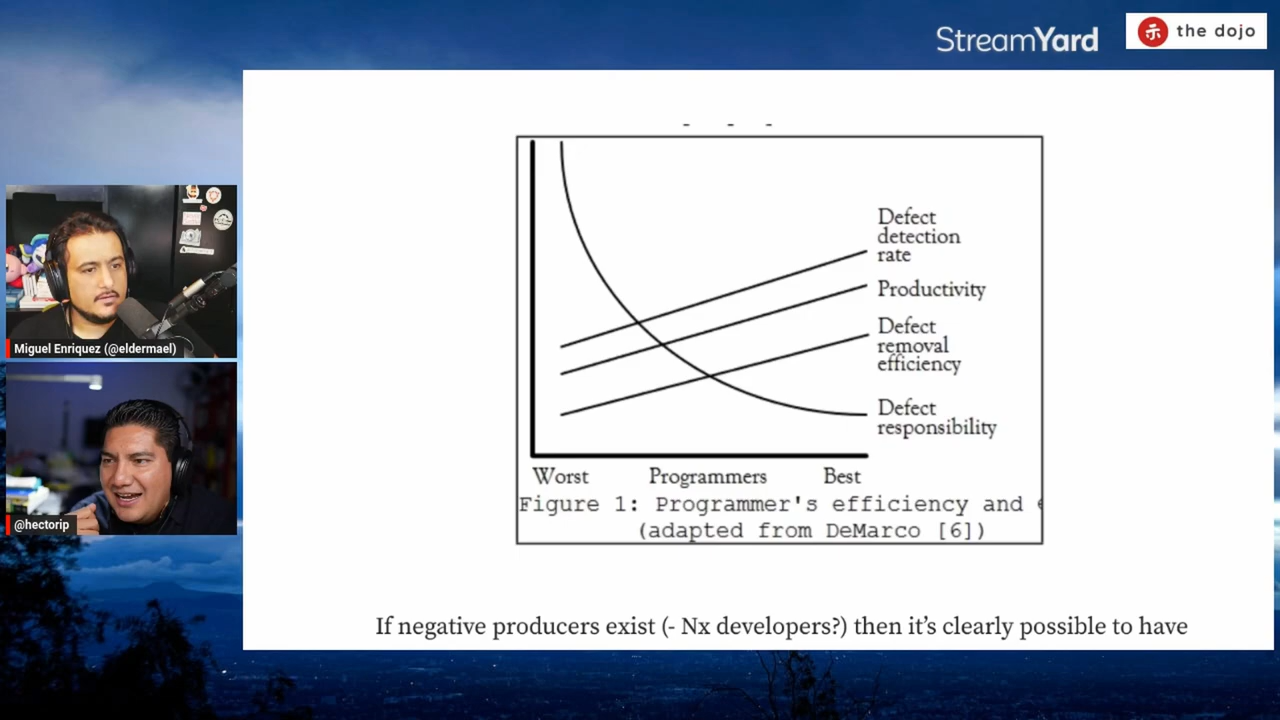 StreamYard
the dojo
Defect
detection
rate
Productivity
Defect
removal
efficiency
Defect
responsibility
Worst Programmers Best
Figure 1: Programmer's efficiency and
(adapted from DeMarco [6])
If negative producers exist (- Nx developers?) then it's clearly possible to have
Miguel Enriquez (@eldermael)
@hectorip